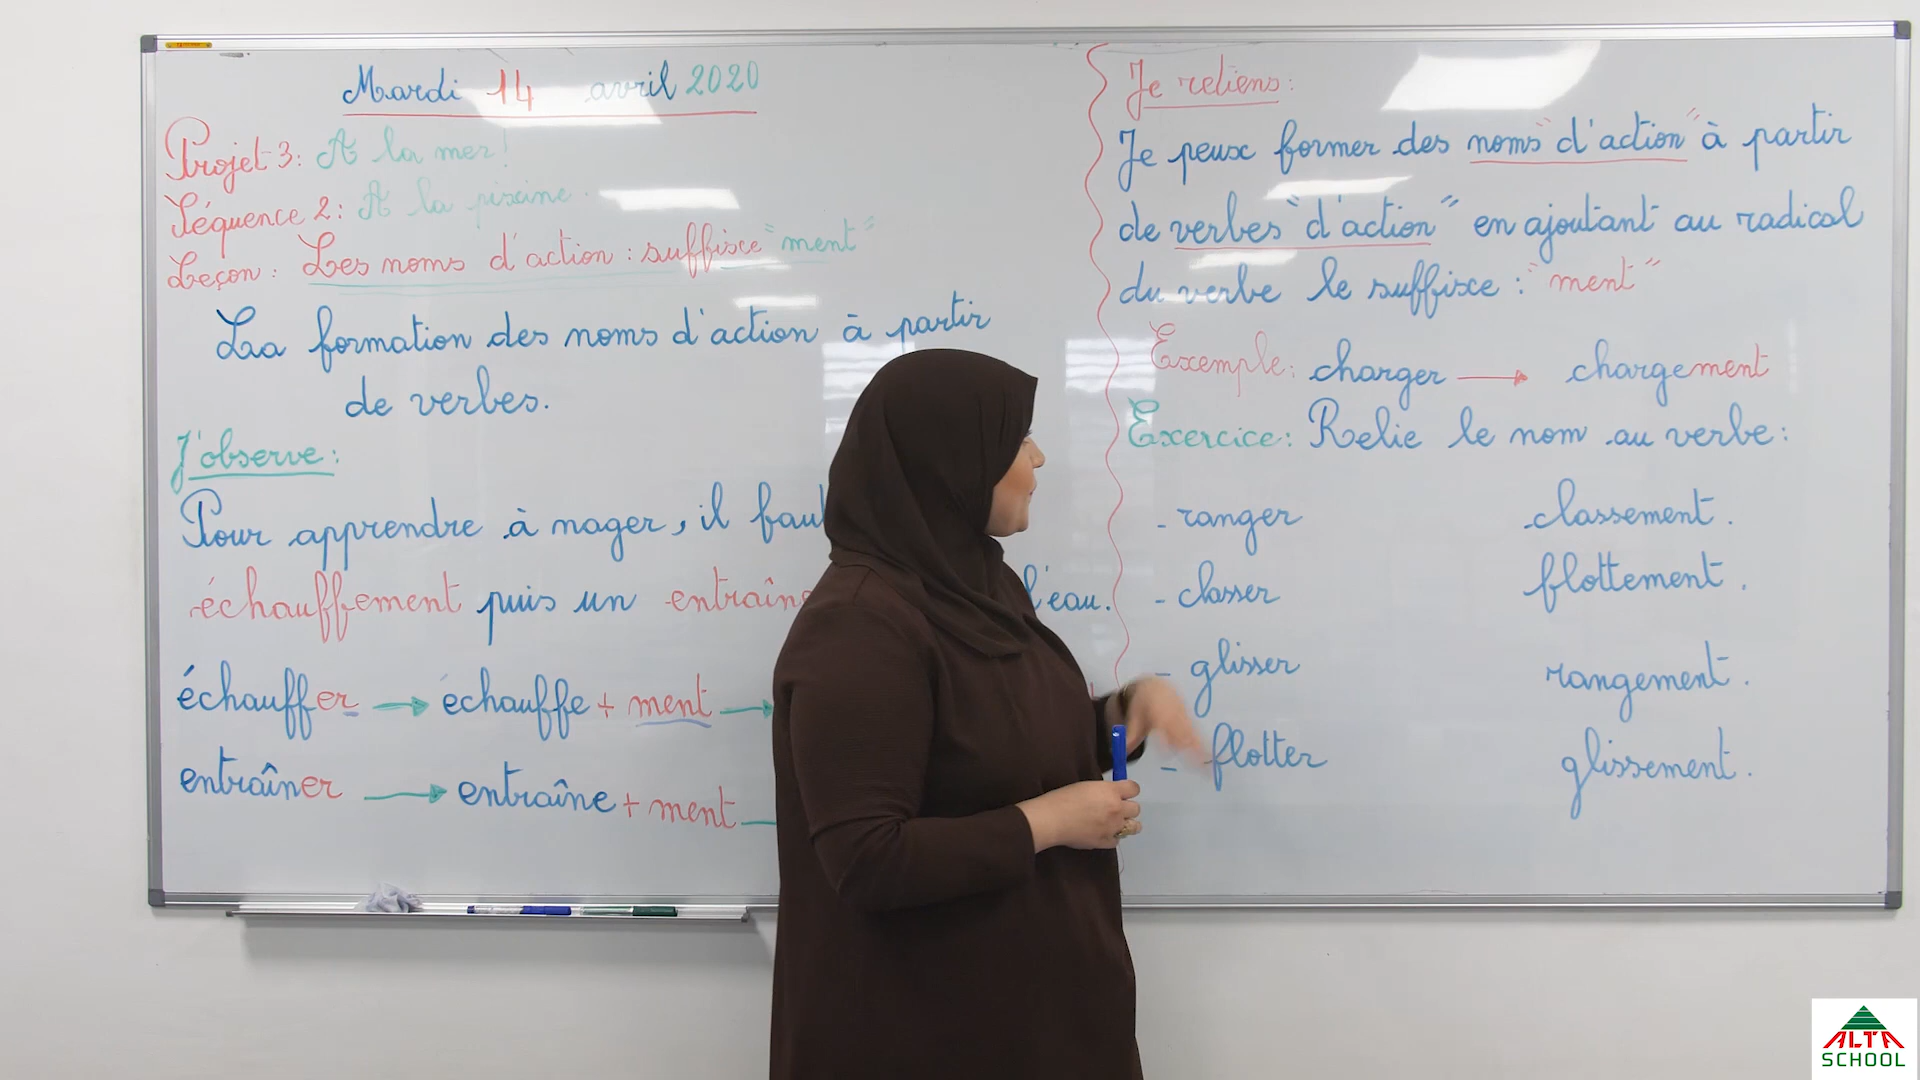 Mardi 14 avril 2020
Projet 3: A la mer!
Séquence 2: A la piscine.
Leçon: Les noms d'action : suffixe "ment"
La formation des noms d'action à partir
de verbes.
J'observe:
Pour apprendre à nager, il faut
échauffement puis un l'eau.
échauffer → échauffe + ment →
entraîner → entraîne + ment
Je retiens:
Je peux former des noms "d'action" à partir
de verbes "d'action" en ajoutant au radical
du verbe le suffixe : "ment"
Exemple: charger → chargement
Exercice: Relie le nom au verbe:
- ranger classement.
- classer flottement.
- glisser rangement.
- flotter glissement.
ALTA
SCHOOL